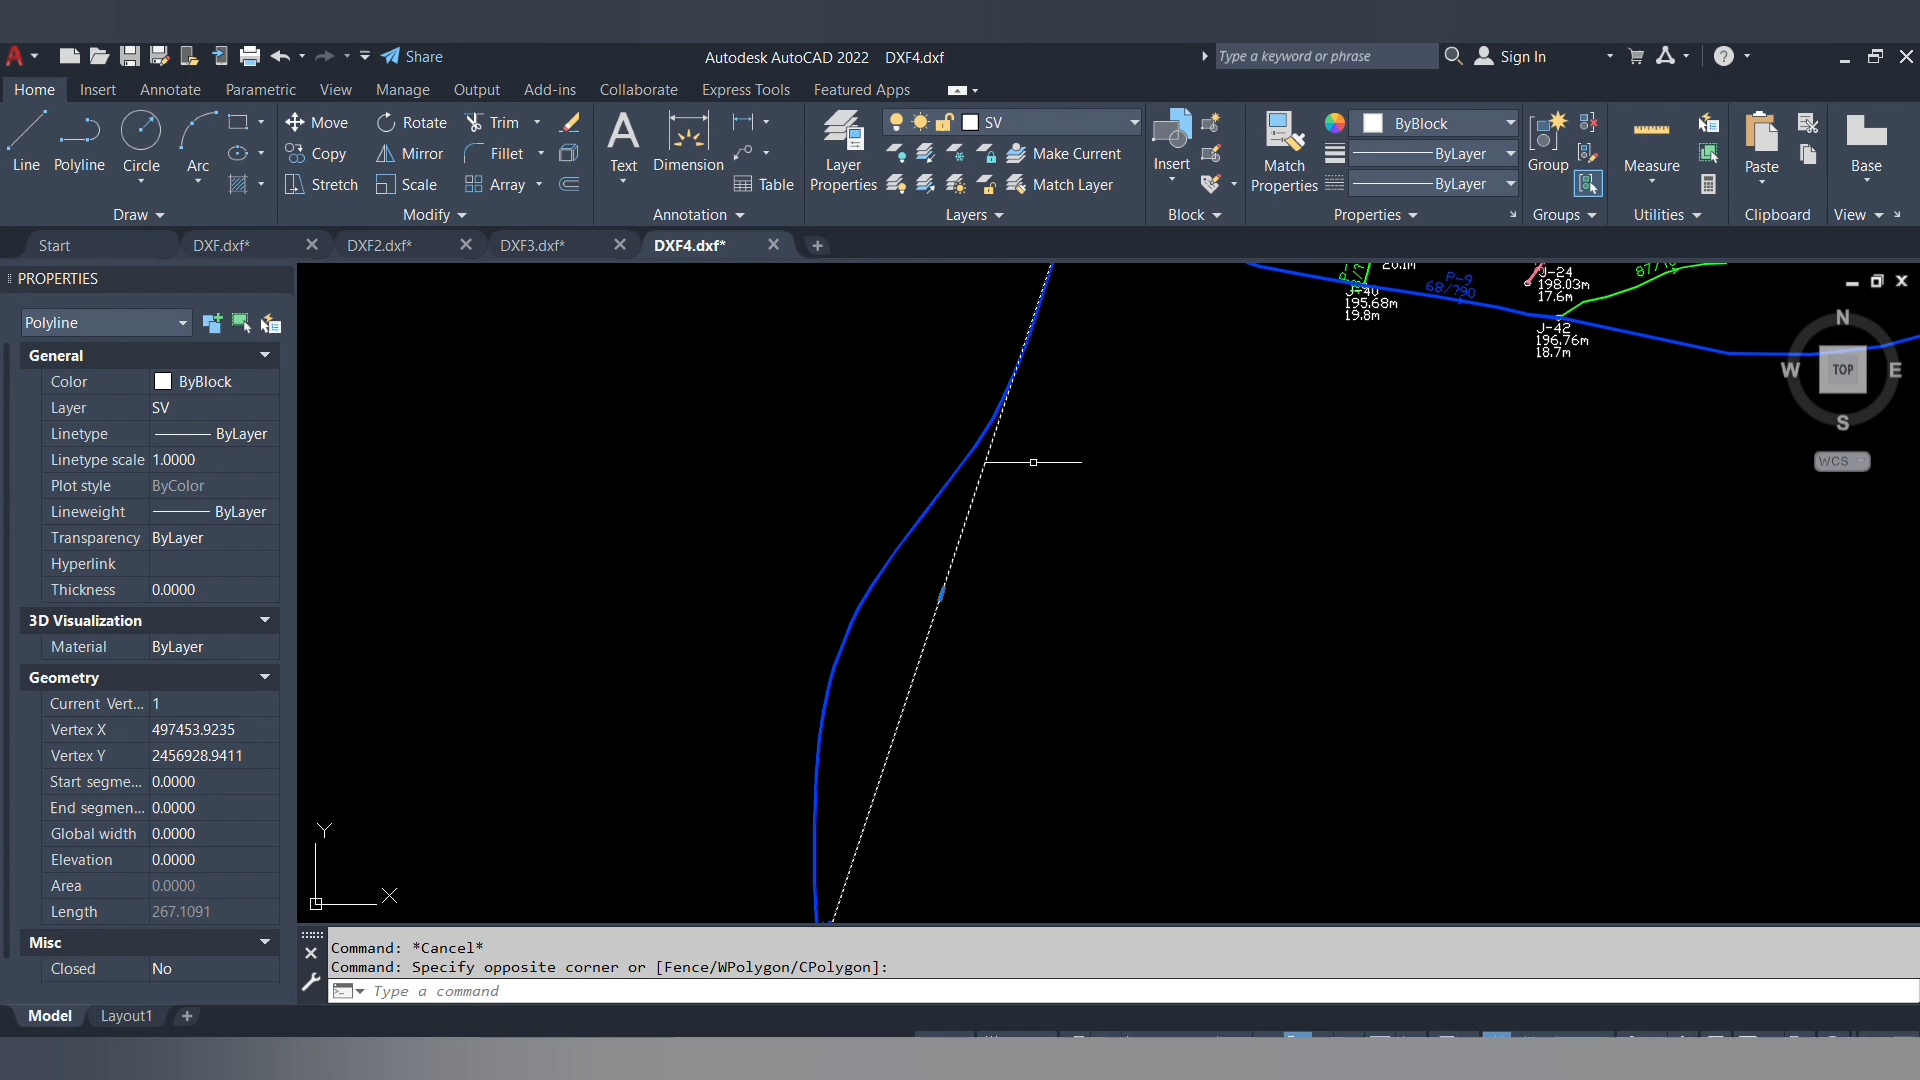 Share
Autodesk AutoCAD 2022 DXF4.dxf
Type a keyword or phrase
Sign In
Home Insert Annotate Parametric View Manage Output Add-ins Collaborate Express Tools Featured Apps
Line Polyline Circle Arc
Move Rotate Trim
Copy Mirror Fillet
Stretch Scale Array
Text Dimension Table
Layer Properties
SV
Make Current
Match Layer
Insert
Match Properties
ByBlock
ByLayer
ByLayer
Group
Measure
Paste
Base
Draw Modify Annotation Layers Block Properties Groups Utilities Clipboard View
Start DXF.dxf* DXF2.dxf* DXF3.dxf* DXF4.dxf*
PROPERTIES
Polyline
General
Color ByBlock
Layer SV
Linetype ByLayer
Linetype scale 1.0000
Plot style ByColor
Lineweight ByLayer
Transparency ByLayer
Hyperlink
Thickness 0.0000
3D Visualization
Material ByLayer
Geometry
Current Vert... 1
Vertex X 497453.9235
Vertex Y 2456928.9411
Start segme... 0.0000
End segmen... 0.0000
Global width 0.0000
Elevation 0.0000
Area 0.0000
Length 267.1091
Misc
Closed No
20.1m
J-40
195.68m
19.8m
P-9
68/?90
J-24
198.03m
17.6m
J-42
196.76m
18.7m
N
W TOP E
S
WCS
Y
X
Command: *Cancel*
Command: Specify opposite corner or [Fence/WPolygon/CPolygon]:
Type a command
Model Layout1